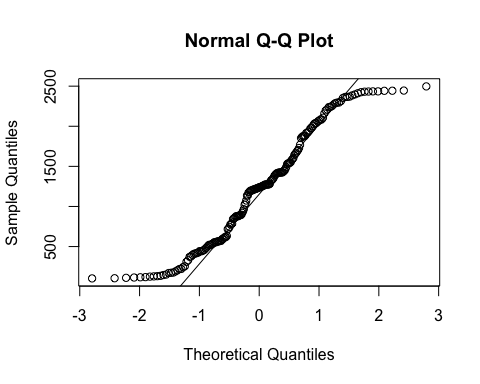 Normal Q-Q Plot
2500
1500
500
Sample Quantiles
-3 -2 -1 0 1 2 3
Theoretical Quantiles